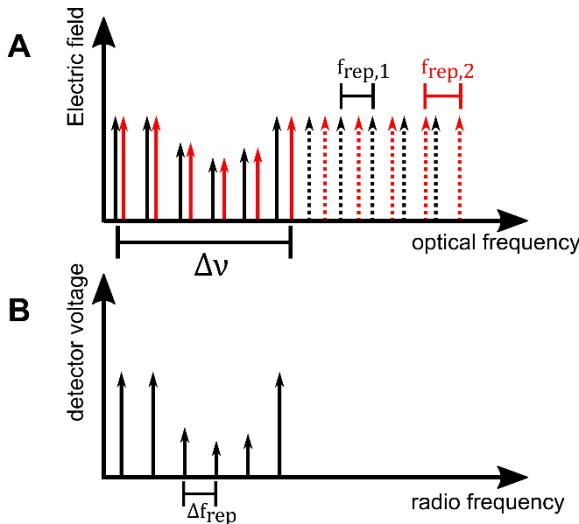 A
Electric field
f_rep,1
f_rep,2
optical frequency
Δν
B
detector voltage
Δf_rep
radio frequency